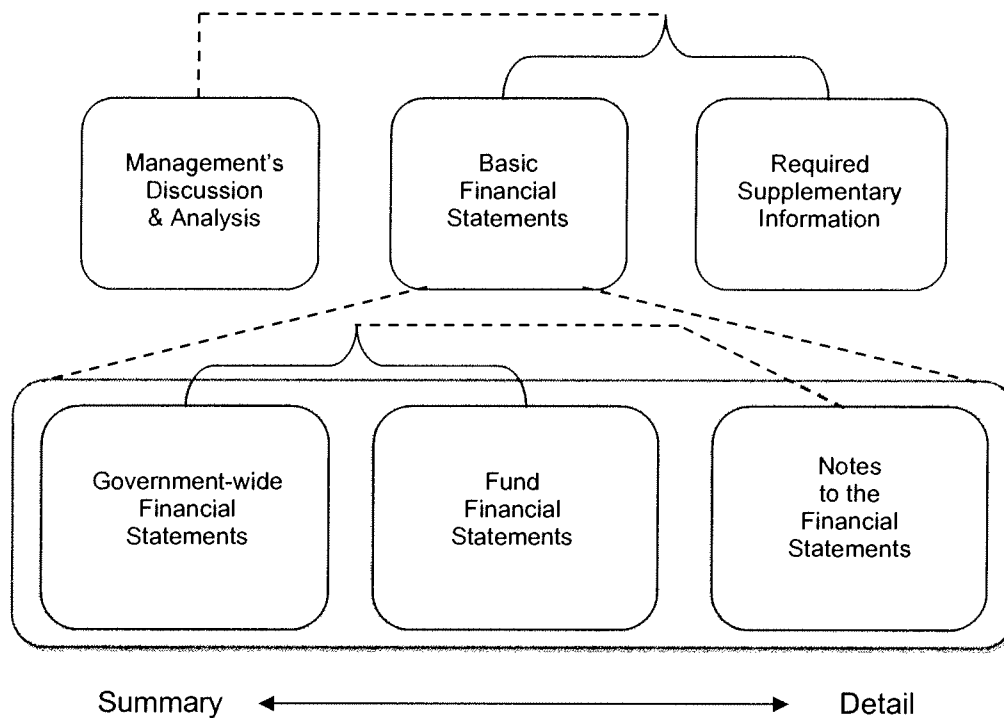 Management's
Discussion
& Analysis
Basic
Financial
Statements
Required
Supplementary
Information
Government-wide
Financial
Statements
Fund
Financial
Statements
Notes
to the
Financial
Statements
Summary
Detail